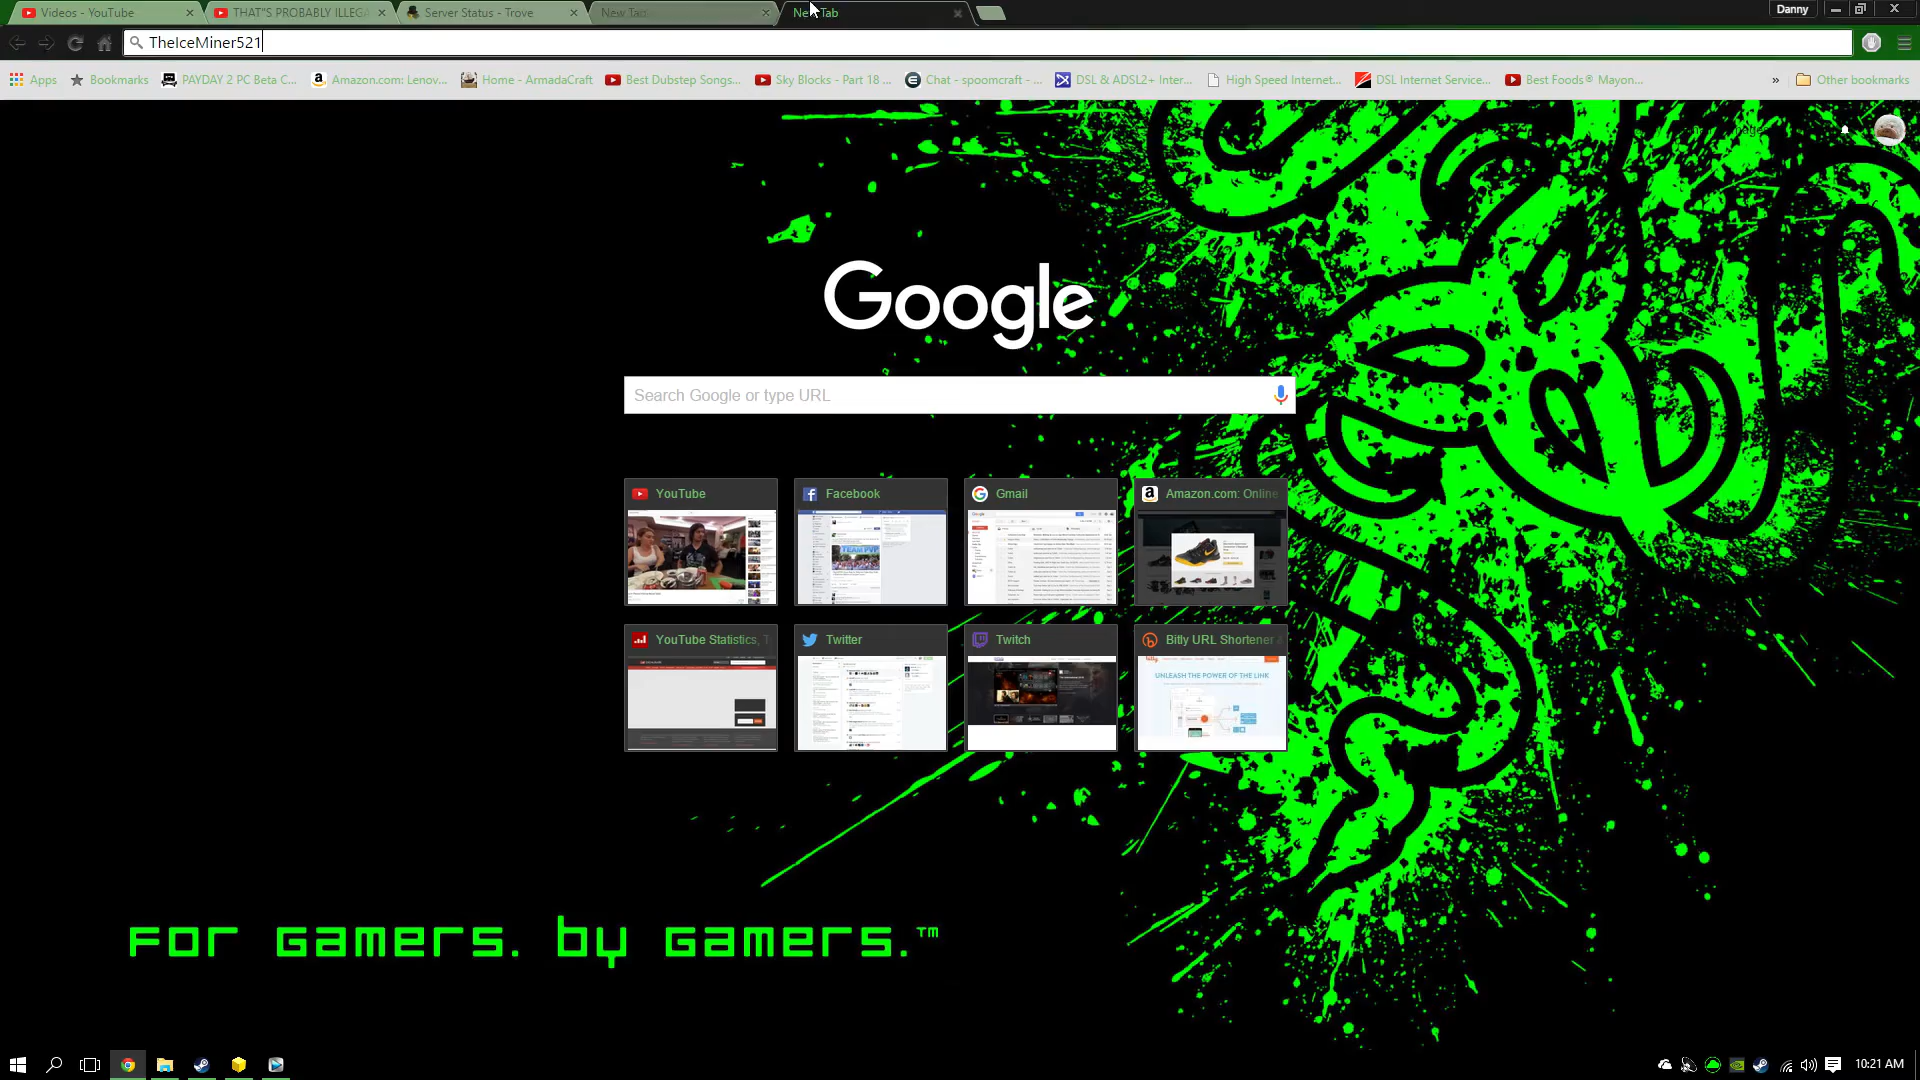 Videos - YouTube
THAT"S PROBABLY ILLEGA
Server Status - Trove
New Tab
New Tab
Danny
TheIceMiner521
Apps
Bookmarks
PAYDAY 2 PC Beta C...
Amazon.com: Lenov...
Home - ArmadaCraft
Best Dubstep Songs...
Sky Blocks - Part 18 ...
Chat - spoomcraft - ...
DSL & ADSL2+ Inter...
High Speed Internet...
DSL Internet Service...
Best Foods® Mayon...
»
Other bookmarks
Google
Search Google or type URL
YouTube
Facebook
Gmail
Amazon.com: Online
TEAM PVP
YouTube Statistics, T
Twitter
Twitch
Bitly URL Shortener
UNLEASH THE POWER OF THE LINK
For Gamers. By Gamers.™
10:21 AM